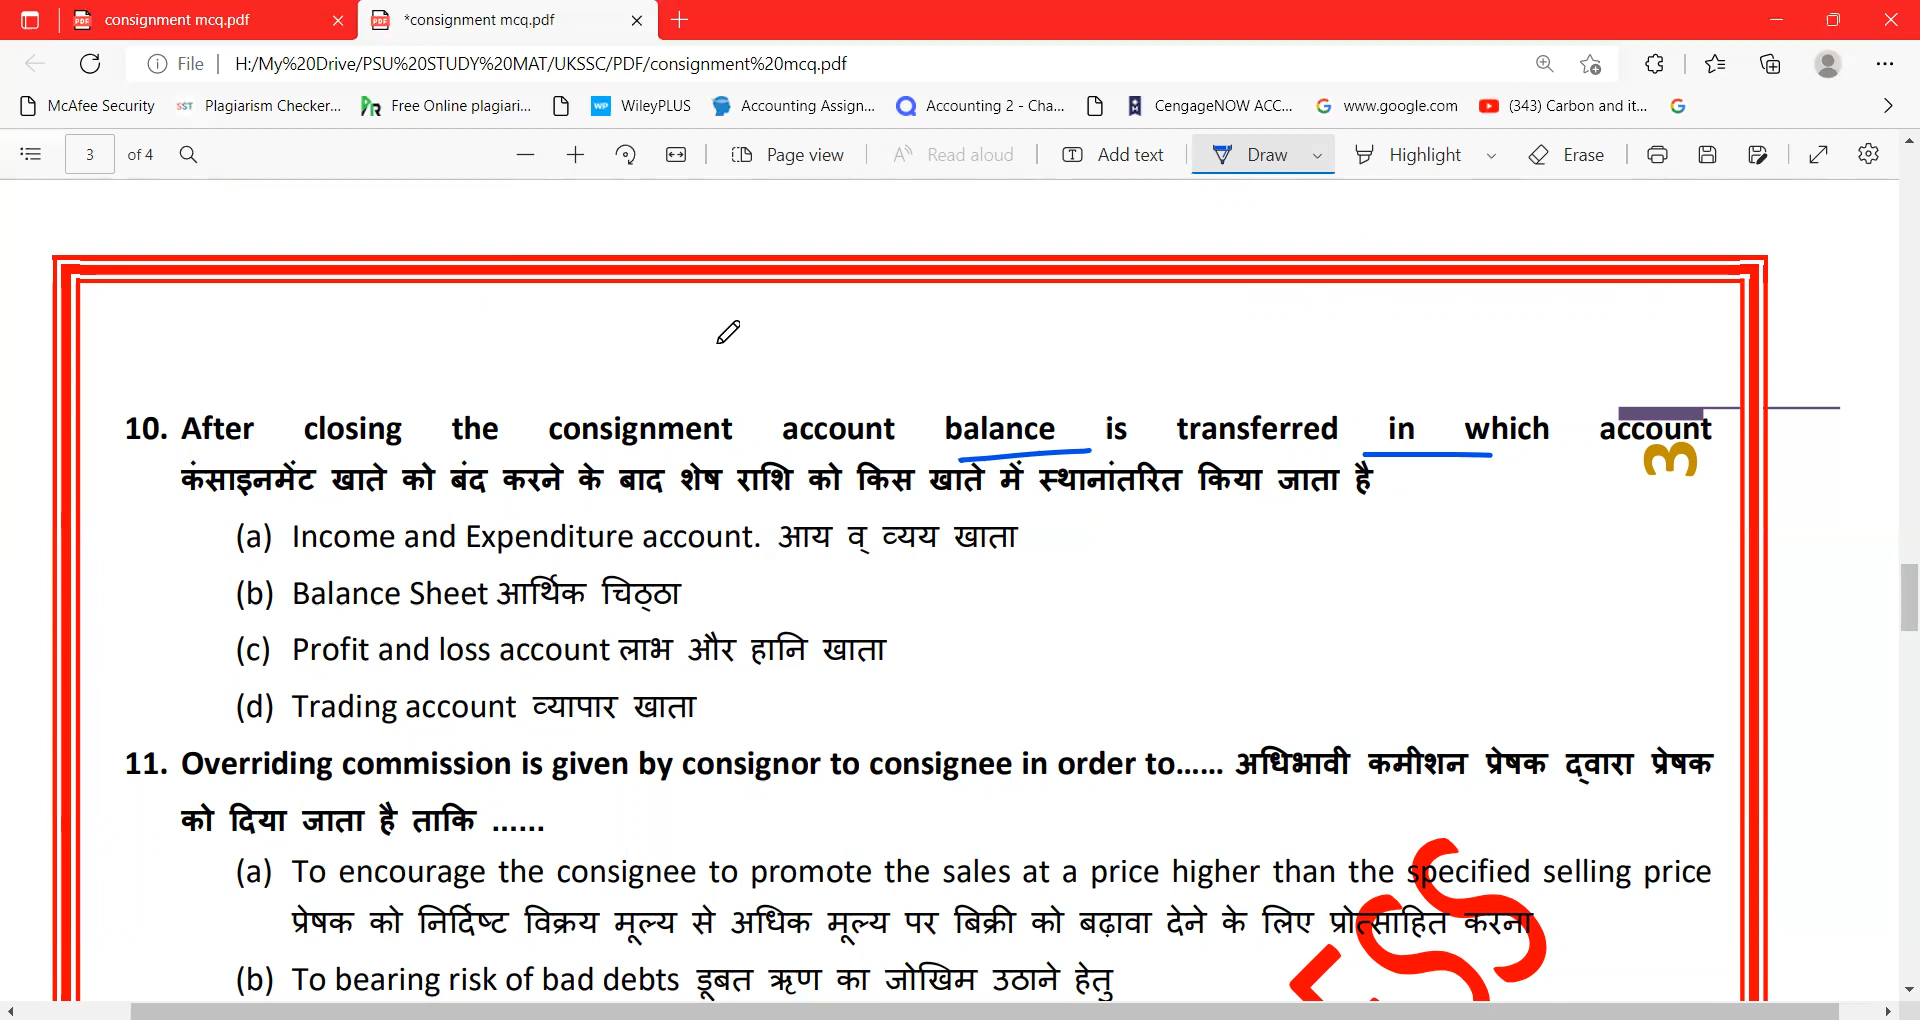 consignment mcq.pdf
*consignment mcq.pdf
File
H:/My%20Drive/PSU%20STUDY%20MAT/UKSSC/PDF/consignment%20mcq.pdf
McAfee Security
SST
Plagiarism Checker...
Free Online plagiari...
WP
WileyPLUS
Accounting Assign...
Accounting 2 - Cha...
CengageNOW ACC...
www.google.com
(343) Carbon and it...
3
of 4
Page view
Read aloud
Add text
Draw
Highlight
Erase
10. After closing the consignment account balance is transferred in which account
3
कंसाइनमेंट खाते को बंद करने के बाद शेष राशि को किस खाते में स्थानांतरित किया जाता है
(a) Income and Expenditure account. आय व् व्यय खाता
(b) Balance Sheet आर्थिक चिठ्ठा
(c) Profit and loss account लाभ और हानि खाता
(d) Trading account व्यापार खाता
11. Overriding commission is given by consignor to consignee in order to...... अधिभावी कमीशन प्रेषक द्वारा प्रेषक
को दिया जाता है ताकि ......
(a) To encourage the consignee to promote the sales at a price higher than the specified selling price
प्रेषक को निर्दिष्ट विक्रय मूल्य से अधिक मूल्य पर बिक्री को बढ़ावा देने के लिए प्रोत्साहित करना
(b) To bearing risk of bad debts डूबत ऋण का जोखिम उठाने हेतु